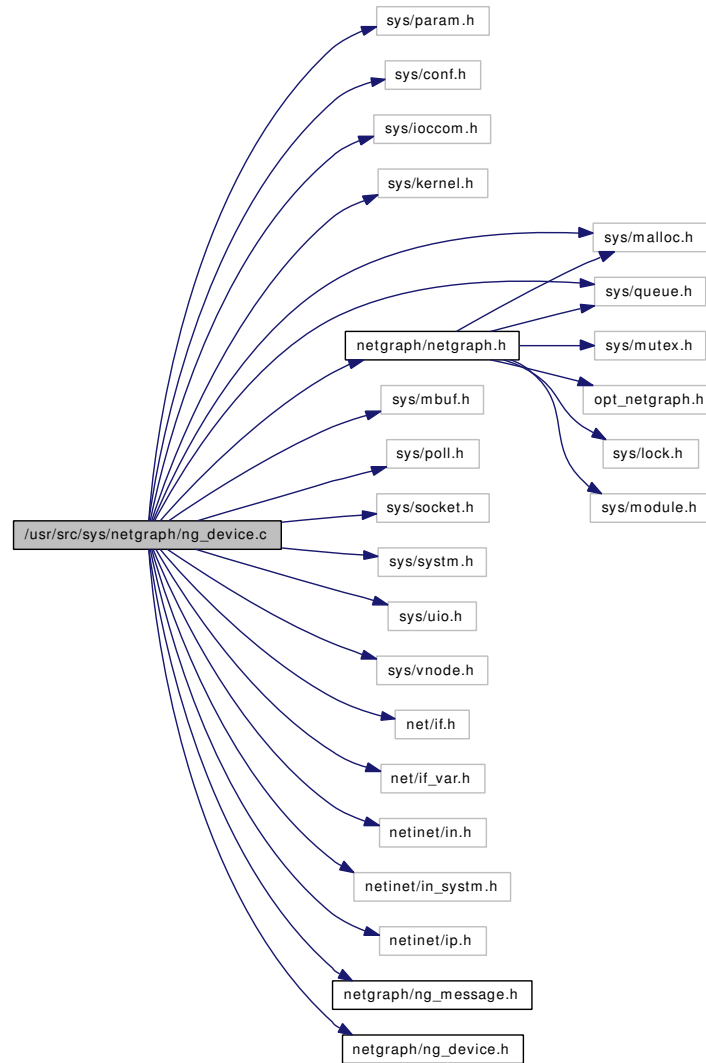 sys/param.h
sys/conf.h
sys/ioccom.h
sys/kernel.h
sys/malloc.h
sys/queue.h
netgraph/netgraph.h
sys/mutex.h
sys/mbuf.h
opt_netgraph.h
sys/poll.h
sys/lock.h
sys/socket.h
sys/module.h
/usr/src/sys/netgraph/ng_device.c
sys/systm.h
sys/uio.h
sys/vnode.h
net/if.h
net/if_var.h
netinet/in.h
netinet/in_systm.h
netinet/ip.h
netgraph/ng_message.h
netgraph/ng_device.h